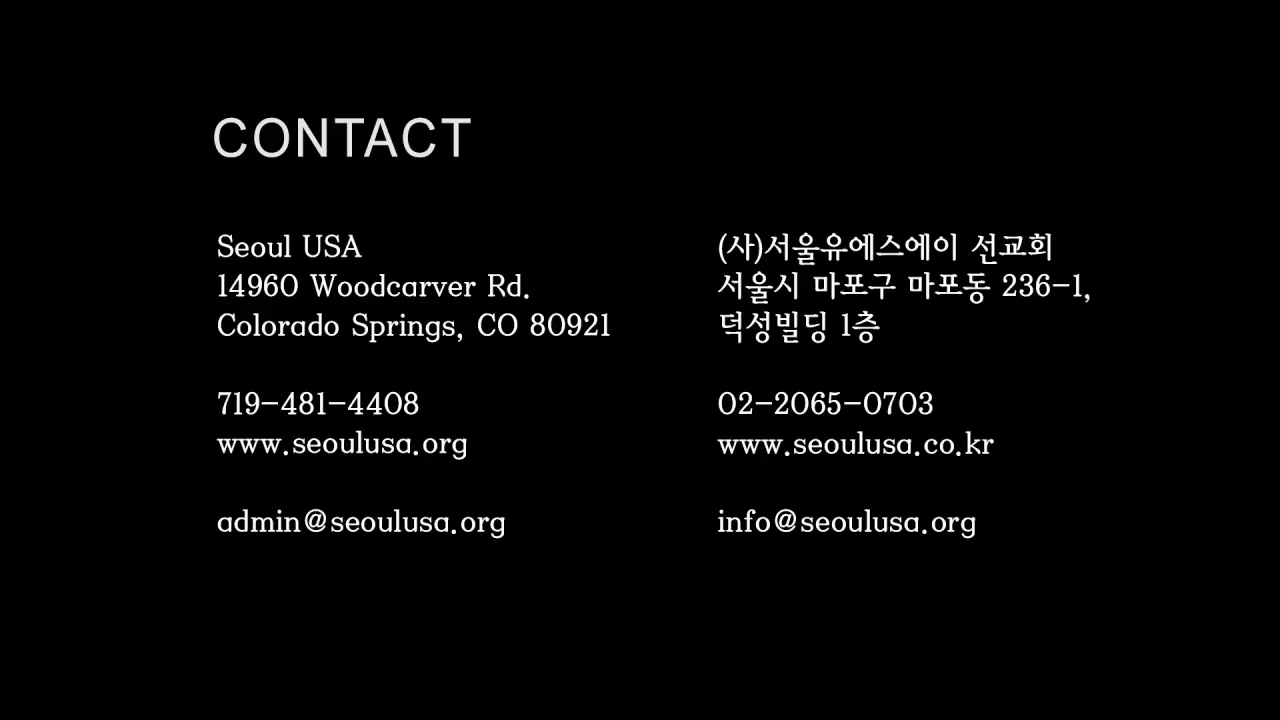 CONTACT
Seoul USA
14960 Woodcarver Rd.
Colorado Springs, CO 80921
719-481-4408
www.seoulusa.org
admin@seoulusa.org
(사)서울유에스에이 선교회
서울시 마포구 마포동 236-1,
덕성빌딩 1층
02-2065-0703
www.seoulusa.co.kr
info@seoulusa.org